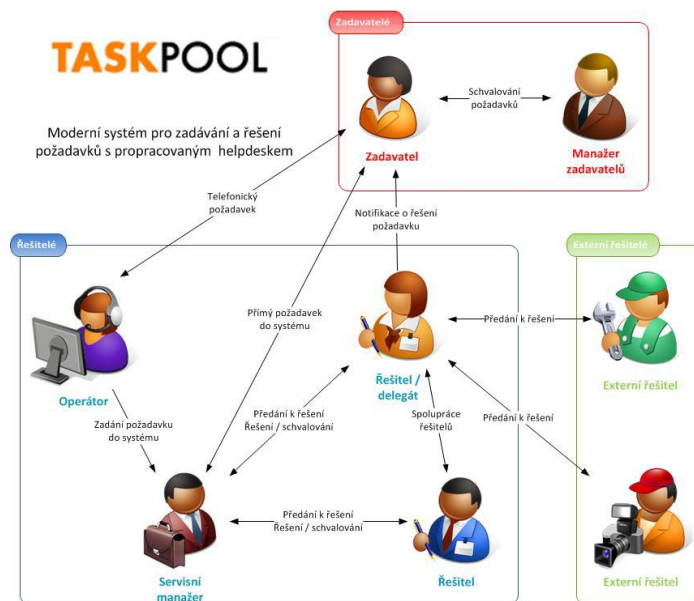 Zadavatelé
TASKPOOL
Moderní systém pro zadávání a řešení
požadavků s propracovaným helpdeskem
Schvalování
požadavků
Zadavatel
Manažer
zadavatelů
Telefonický
požadavek
Notifikace o řešení
požadavku
Řešitelé
Externí řešitelé
Přímý požadavek
do systému
Předání k řešení
Operátor
Řešitel /
delegát
Externí řešitel
Zadání požadavku
do systému
Předání k řešení
Řešení / schvalování
Spolupráce
řešitelů
Předání k řešení
Předání k řešení
Řešení / schvalování
Servisní
manažer
Řešitel
Externí řešitel